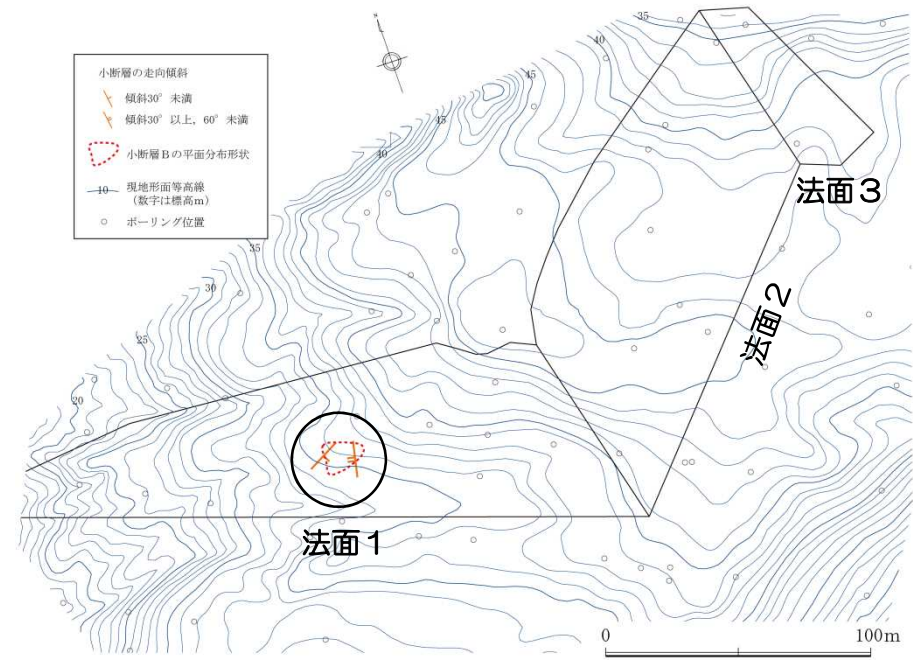 小断層の走向傾斜
傾斜30° 未満
傾斜30° 以上，60° 未満
小断層Bの平面分布形状
10 現地形面等高線
（数字は標高m）
ボーリング位置
35
40
45
45
40
35
30
25
20
法面3
法面2
法面1
0 100m